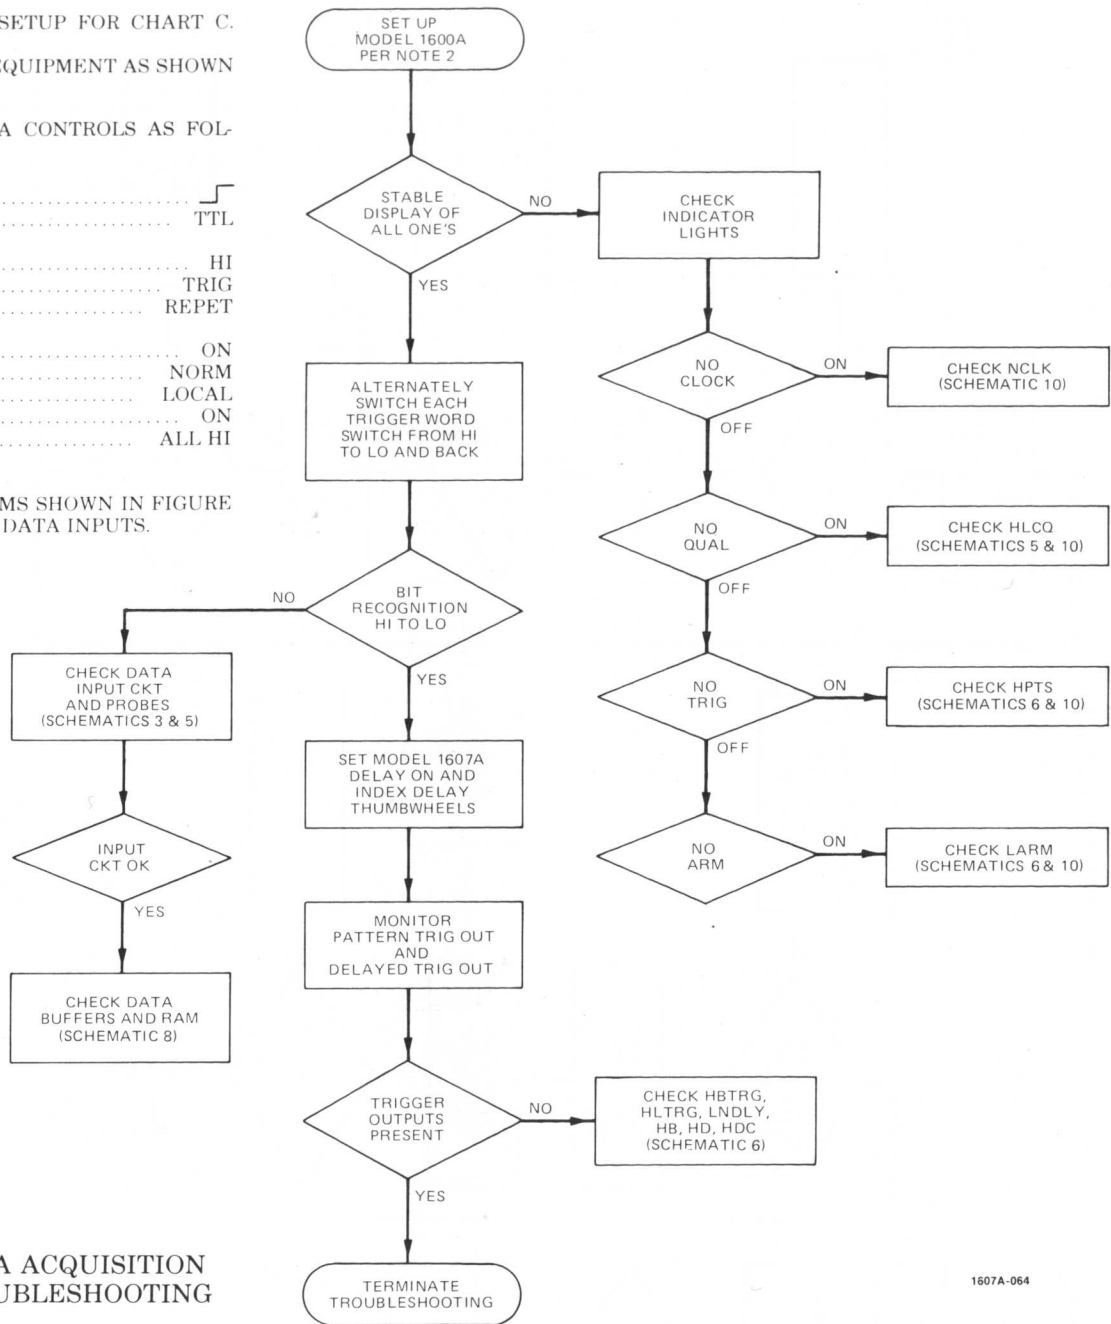 SETUP FOR CHART C.
EQUIPMENT AS SHOWN
A CONTROLS AS FOL-
TTL
HI
TRIG
REPET
ON
NORM
LOCAL
ON
ALL HI
MS SHOWN IN FIGURE
DATA INPUTS.
SET UP
MODEL 1600A
PER NOTE 2
STABLE
DISPLAY OF
ALL ONE'S
NO
YES
CHECK
INDICATOR
LIGHTS
NO
CLOCK
ON
OFF
CHECK NCLK
(SCHEMATIC 10)
ALTERNATELY
SWITCH EACH
TRIGGER WORD
SWITCH FROM HI
TO LO AND BACK
NO
QUAL
ON
OFF
CHECK HLCQ
(SCHEMATICS 5 & 10)
BIT
RECOGNITION
HI TO LO
NO
YES
CHECK DATA
INPUT CKT
AND PROBES
(SCHEMATICS 3 & 5)
NO
TRIG
ON
OFF
CHECK HPTS
(SCHEMATICS 6 & 10)
SET MODEL 1607A
DELAY ON AND
INDEX DELAY
THUMBWHEELS
INPUT
CKT OK
YES
NO
ARM
ON
CHECK LARM
(SCHEMATICS 6 & 10)
MONITOR
PATTERN TRIG OUT
AND
DELAYED TRIG OUT
CHECK DATA
BUFFERS AND RAM
(SCHEMATIC 8)
TRIGGER
OUTPUTS
PRESENT
NO
YES
CHECK HBTRG,
HLTRG, LNDLY,
HB, HD, HDC
(SCHEMATIC 6)
TERMINATE
TROUBLESHOOTING
A ACQUISITION
UBLESHOOTING
1607A-064